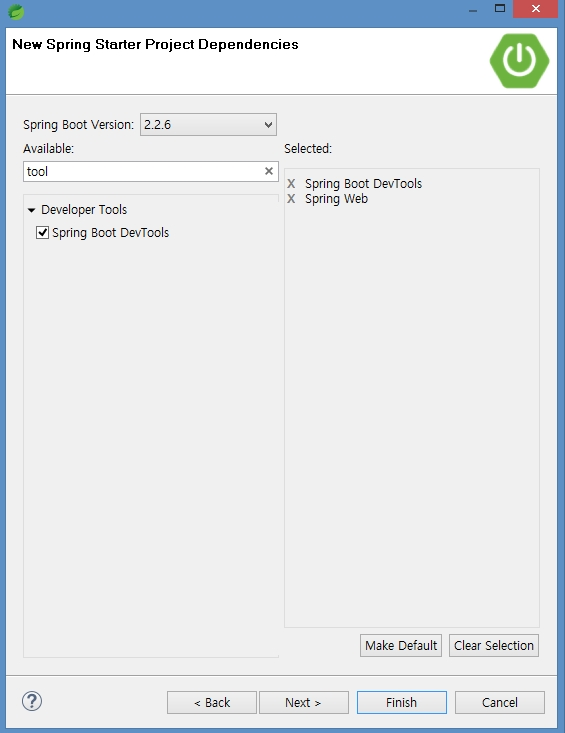 New Spring Starter Project Dependencies
Spring Boot Version: 2.2.6
Available:
Selected:
tool
Developer Tools
Spring Boot DevTools
X Spring Boot DevTools
X Spring Web
Make Default Clear Selection
? < Back Next > Finish Cancel